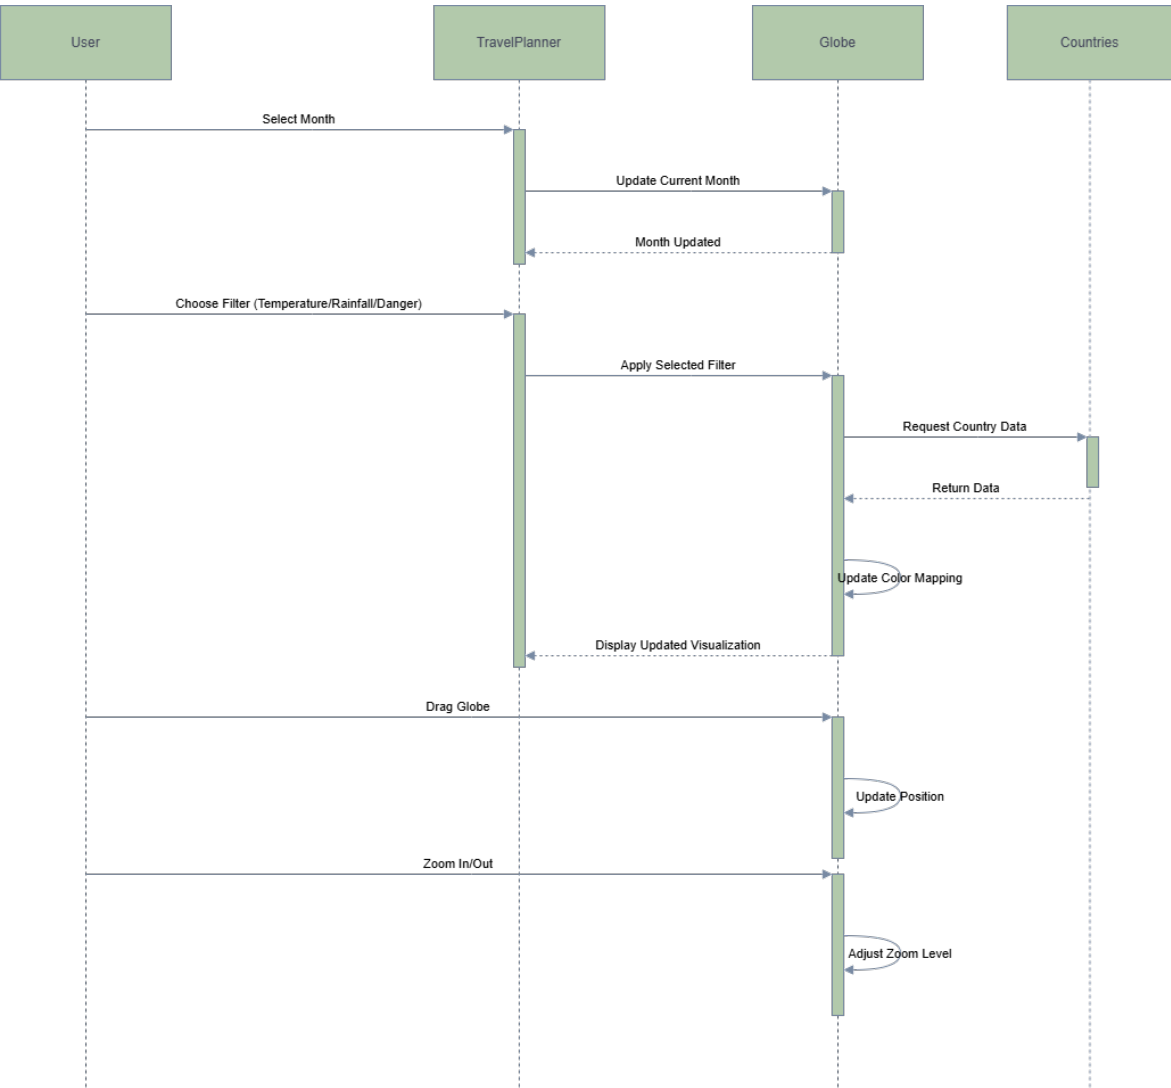 User
TravelPlanner
Globe
Countries
Select Month
Update Current Month
Month Updated
Choose Filter (Temperature/Rainfall/Danger)
Apply Selected Filter
Request Country Data
Return Data
Update Color Mapping
Display Updated Visualization
Drag Globe
Update Position
Zoom In/Out
Adjust Zoom Level